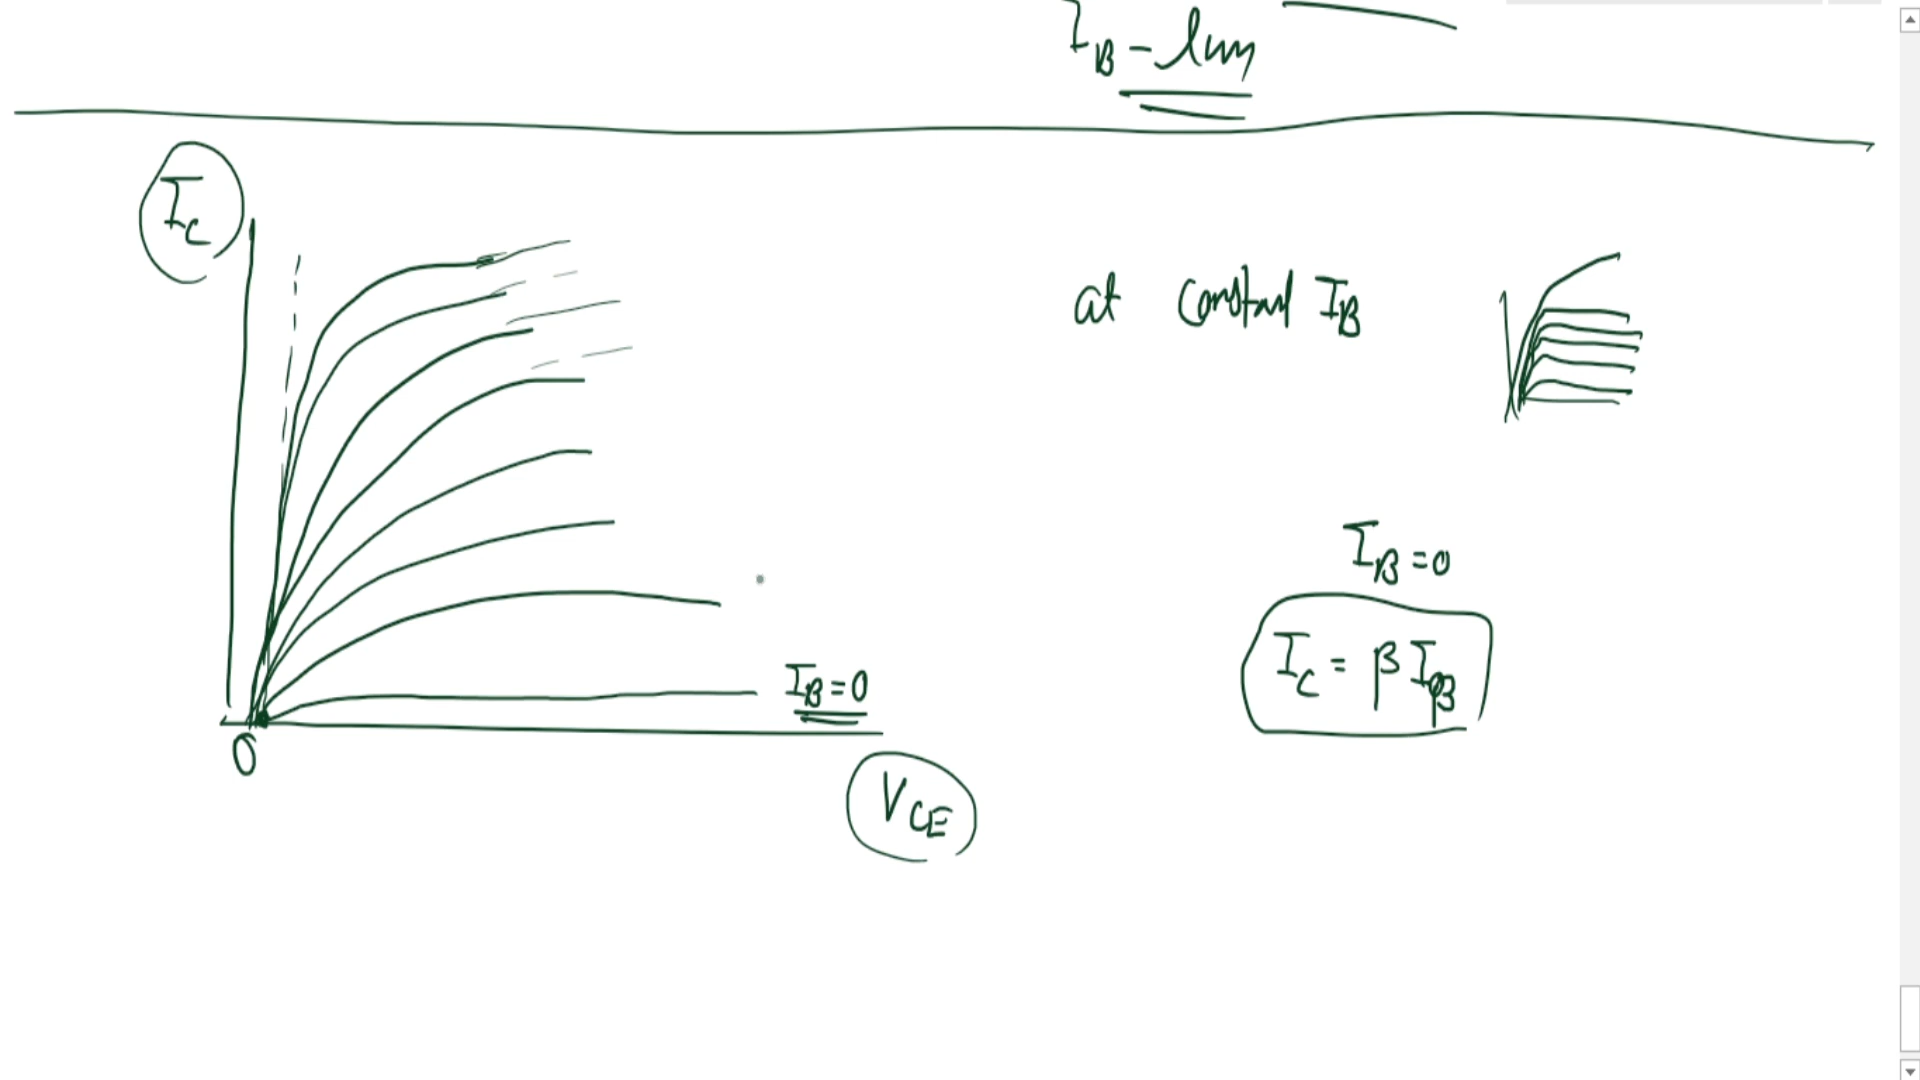 I_B - low
I_C
at constant I_B
I_B = 0
I_C = β I_B
I_B = 0
0
V_CE